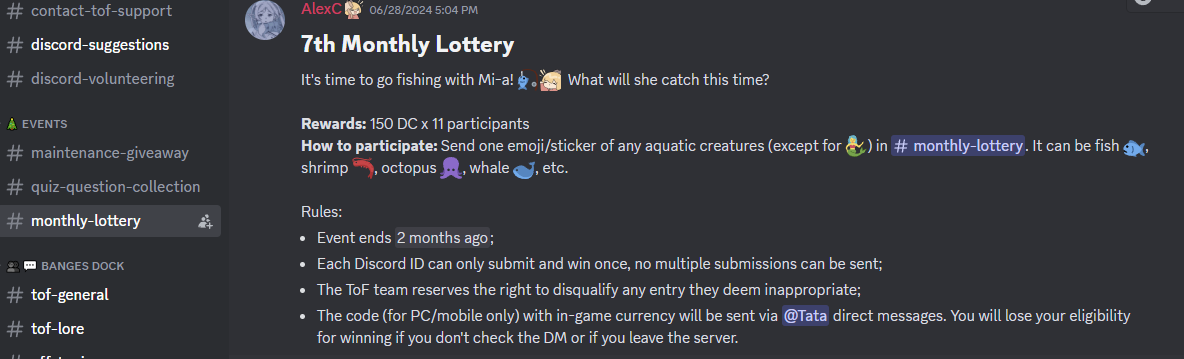 # contact-tof-support
# discord-suggestions
# discord-volunteering
EVENTS
# maintenance-giveaway
# quiz-question-collection
# monthly-lottery
BANGES DOCK
# tof-general
# tof-lore
AlexC 06/28/2024 5:04 PM
7th Monthly Lottery
It's time to go fishing with Mi-a! What will she catch this time?
Rewards: 150 DC x 11 participants
How to participate: Send one emoji/sticker of any aquatic creatures (except for ) in # monthly-lottery. It can be fish ,
shrimp , octopus , whale , etc.
Rules:
• Event ends 2 months ago;
• Each Discord ID can only submit and win once, no multiple submissions can be sent;
• The ToF team reserves the right to disqualify any entry they deem inappropriate;
• The code (for PC/mobile only) with in-game currency will be sent via @Tata direct messages. You will lose your eligibility
for winning if you don't check the DM or if you leave the server.